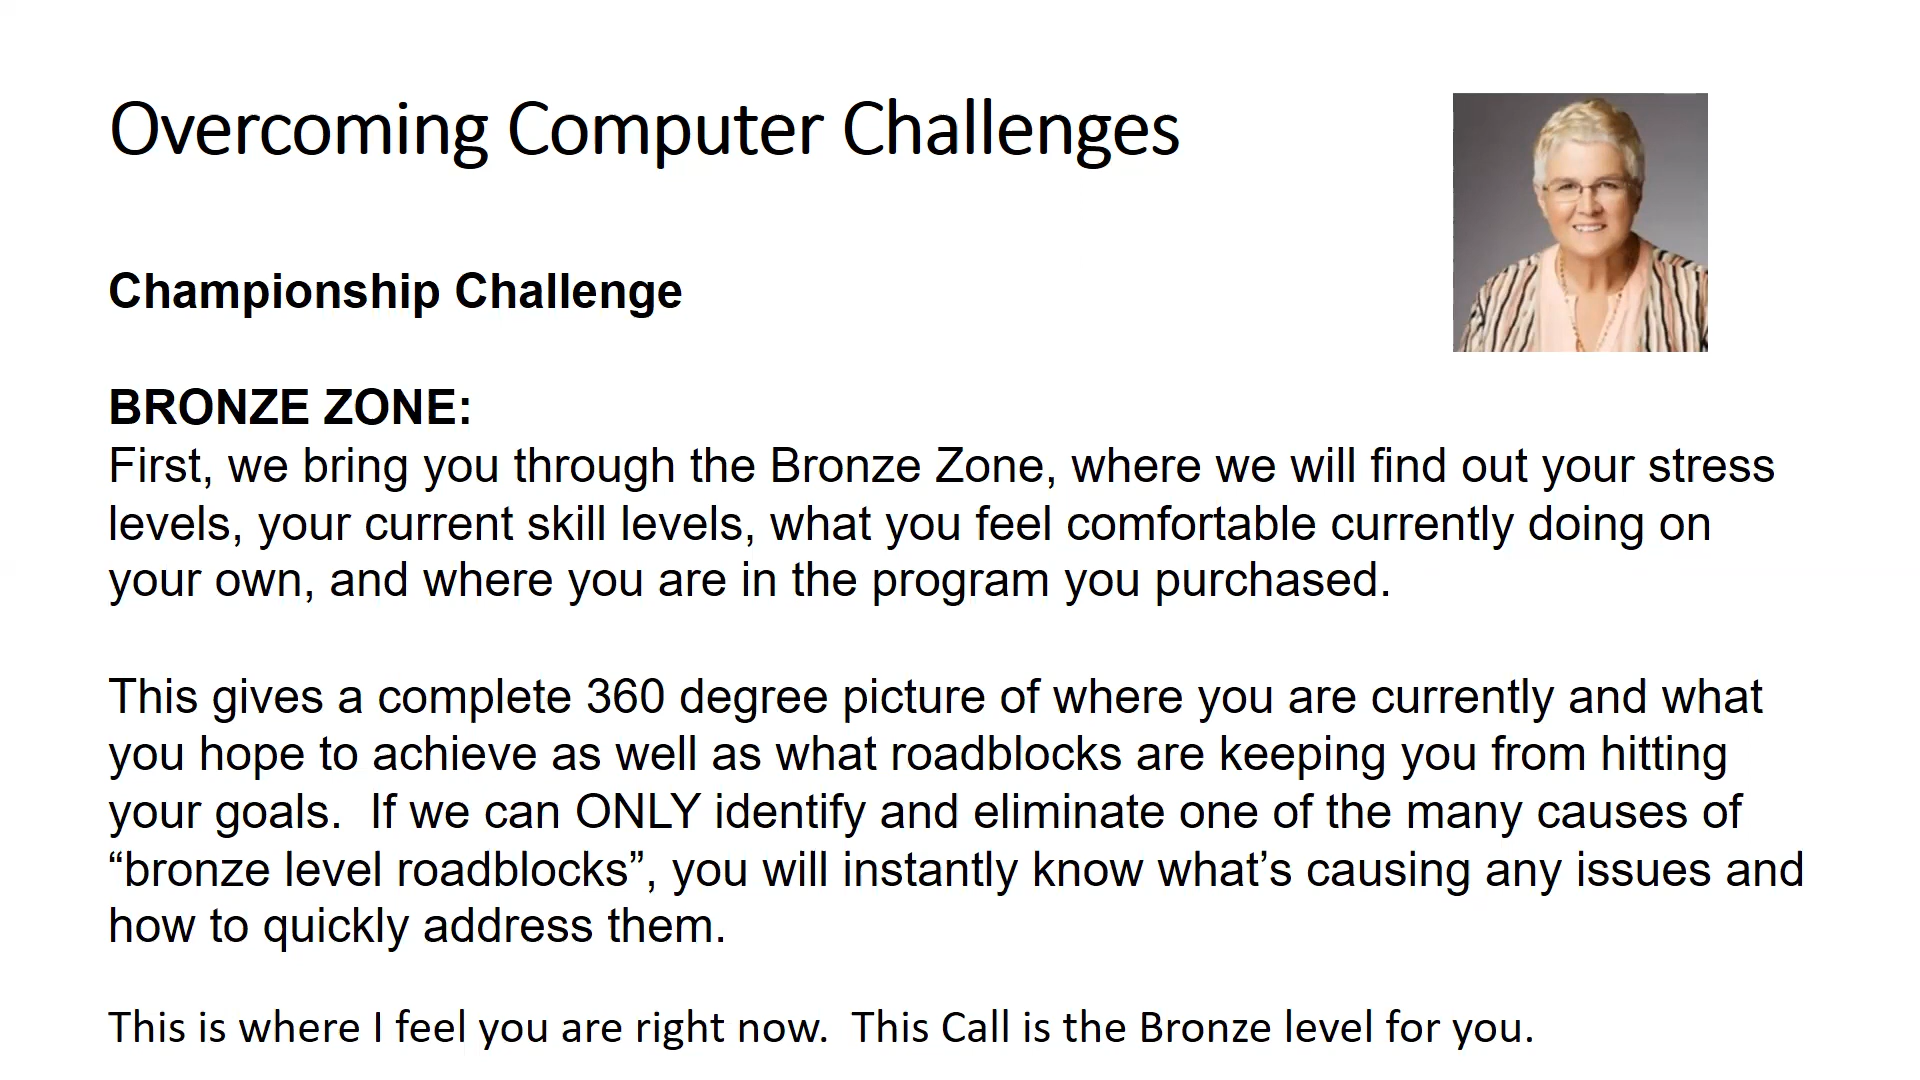 Overcoming Computer Challenges
Championship Challenge
BRONZE ZONE:
First, we bring you through the Bronze Zone, where we will find out your stress
levels, your current skill levels, what you feel comfortable currently doing on
your own, and where you are in the program you purchased.
This gives a complete 360 degree picture of where you are currently and what
you hope to achieve as well as what roadblocks are keeping you from hitting
your goals.  If we can ONLY identify and eliminate one of the many causes of
“bronze level roadblocks”, you will instantly know what’s causing any issues and
how to quickly address them.
This is where I feel you are right now.  This Call is the Bronze level for you.